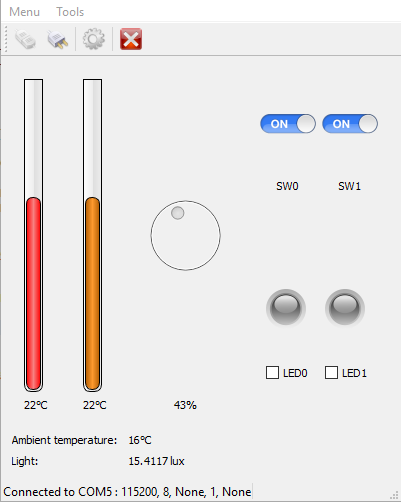 Menu Tools
ON ON
SW0 SW1
LED0 LED1
22°C 22°C 43%
Ambient temperature: 16°C
Light: 15.4117 lux
Connected to COM5 : 115200, 8, None, 1, None